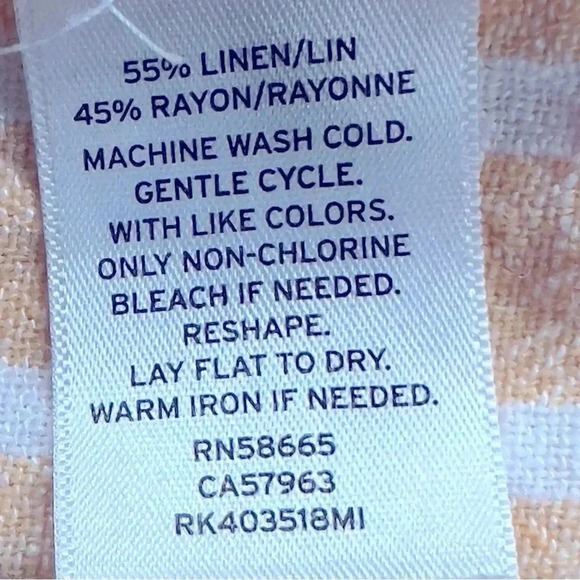 55% LINEN/LIN
45% RAYON/RAYONNE
MACHINE WASH COLD.
GENTLE CYCLE.
WITH LIKE COLORS.
ONLY NON-CHLORINE
BLEACH IF NEEDED.
RESHAPE.
LAY FLAT TO DRY.
WARM IRON IF NEEDED.
RN58665
CA57963
RK403518MI